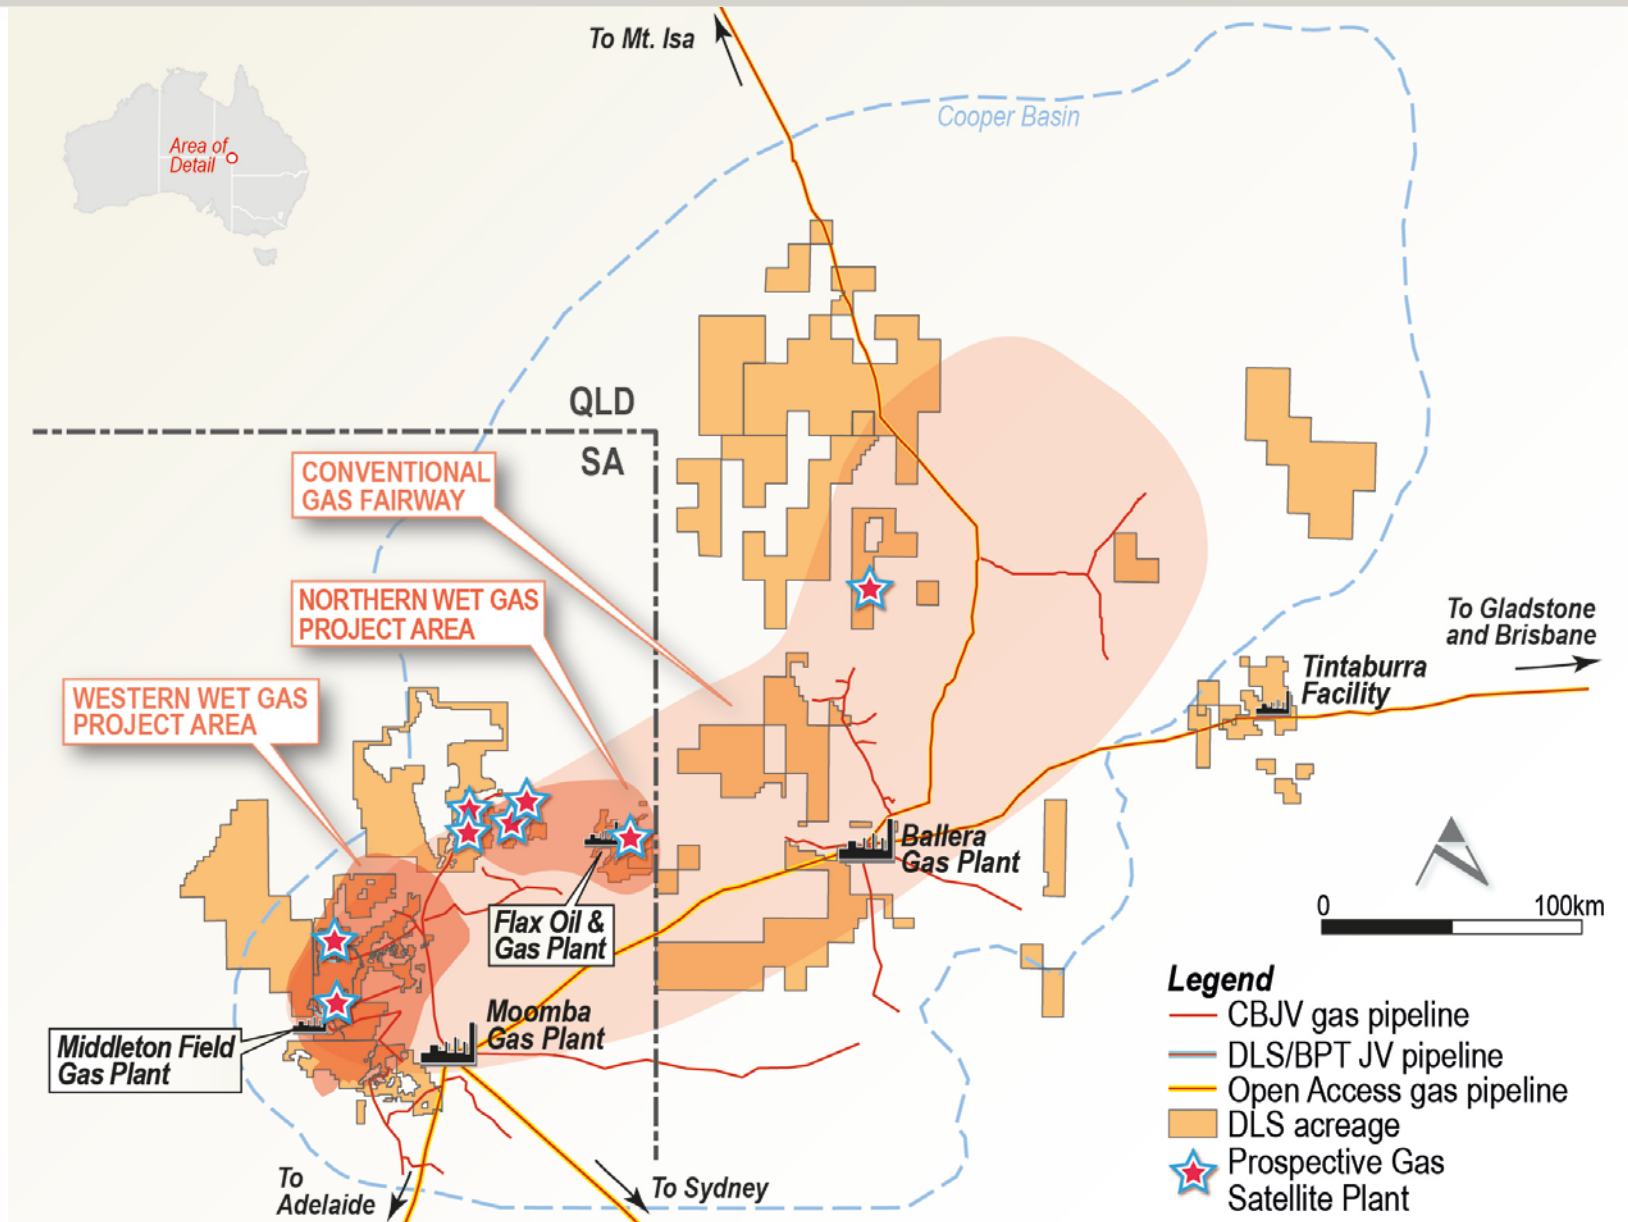 To Mt. Isa
Cooper Basin
Area of
Detail
QLD
SA
CONVENTIONAL
GAS FAIRWAY
NORTHERN WET GAS
PROJECT AREA
To Gladstone
and Brisbane
Tintaburra
Facility
WESTERN WET GAS
PROJECT AREA
Ballera
Gas Plant
0 100km
Flax Oil &
Gas Plant
Moomba
Gas Plant
Middleton Field
Gas Plant
To
Adelaide
To Sydney
Legend
CBJV gas pipeline
DLS/BPT JV pipeline
Open Access gas pipeline
DLS acreage
Prospective Gas
Satellite Plant